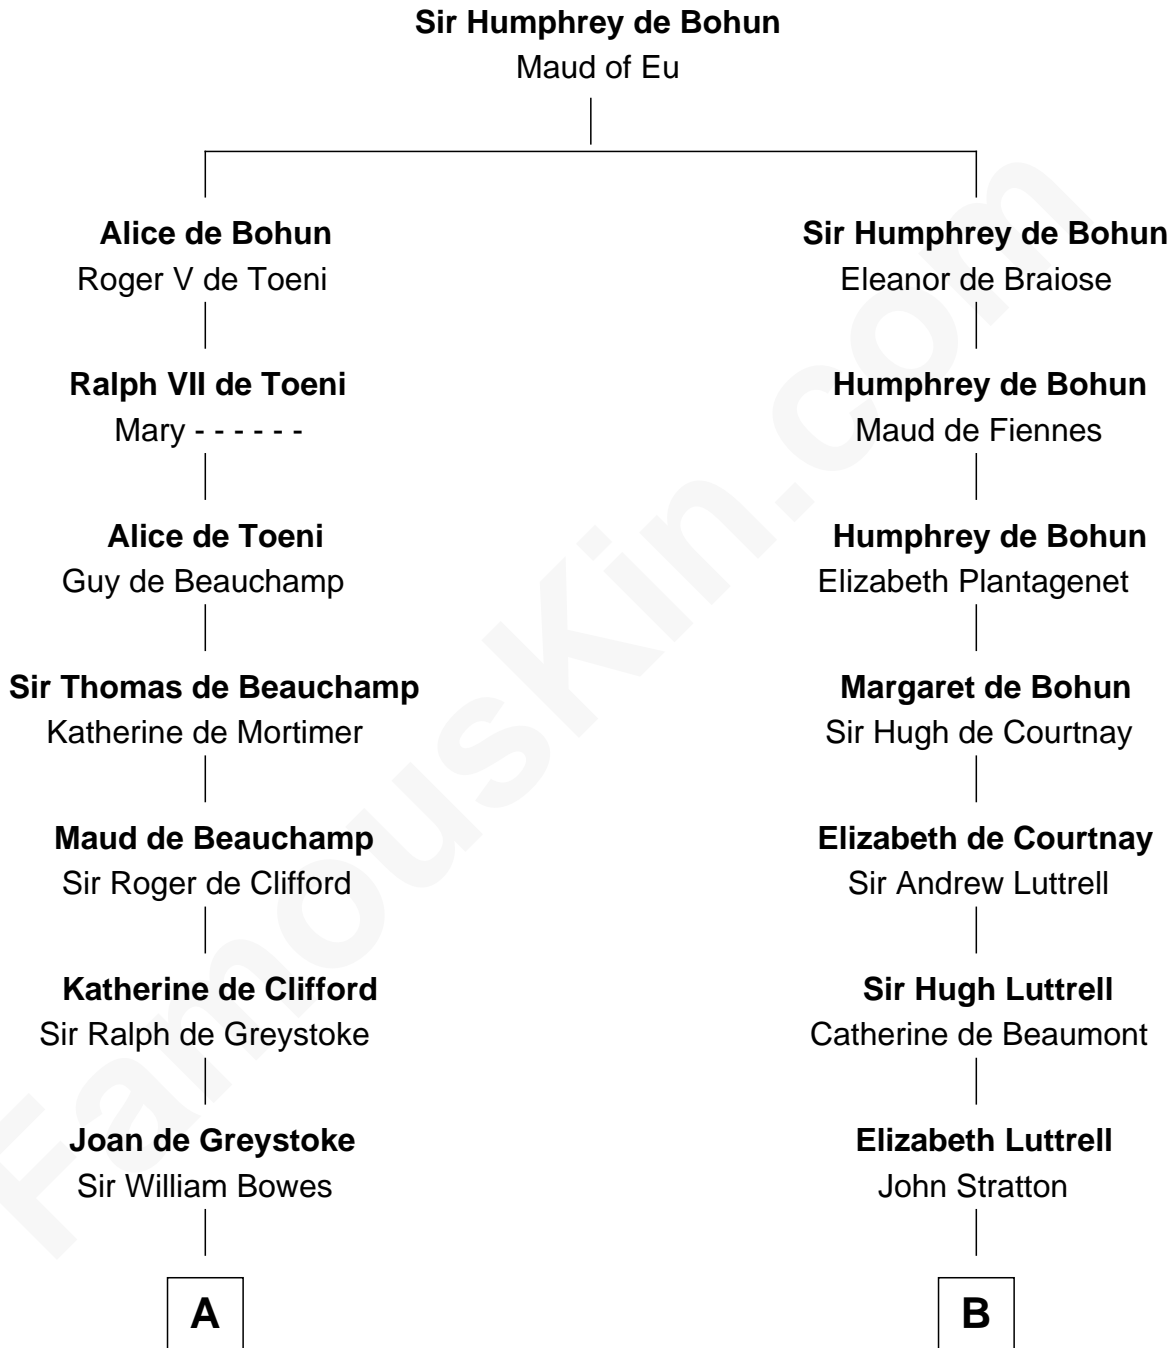 Sir Humphrey de Bohun
Maud of Eu
Alice de Bohun
Roger V de Toeni
Ralph VII de Toeni
Mary - - - - - -
Alice de Toeni
Guy de Beauchamp
Sir Thomas de Beauchamp
Katherine de Mortimer
Maud de Beauchamp
Sir Roger de Clifford
Katherine de Clifford
Sir Ralph de Greystoke
Joan de Greystoke
Sir William Bowes
A
Sir Humphrey de Bohun
Eleanor de Braiose
Humphrey de Bohun
Maud de Fiennes
Humphrey de Bohun
Elizabeth Plantagenet
Margaret de Bohun
Sir Hugh de Courtnay
Elizabeth de Courtnay
Sir Andrew Luttrell
Sir Hugh Luttrell
Catherine de Beaumont
Elizabeth Luttrell
John Stratton
B
FamousKin.com